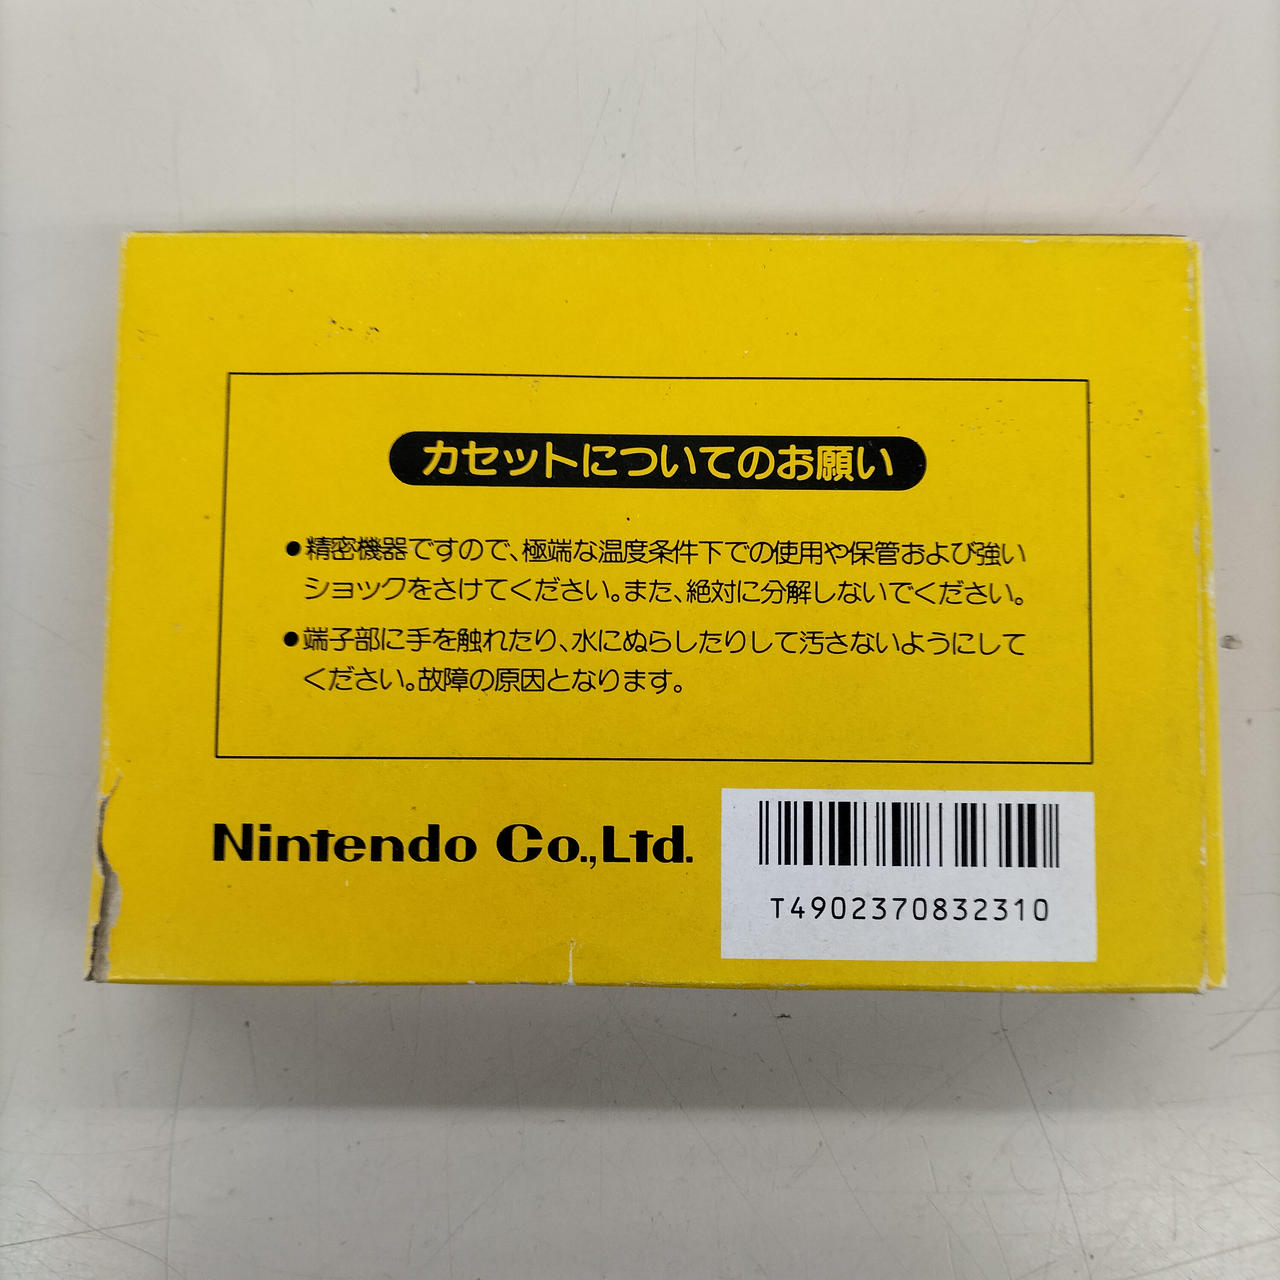 カセットについてのお願い
●精密機器ですので、極端な温度条件下での使用や保管および強い
ショックをさけてください。また、絶対に分解しないでください。
●端子部に手を触れたり、水にぬらしたりして汚さないようにして
ください。故障の原因となります。
Nintendo Co.,Ltd.
T4902370832310